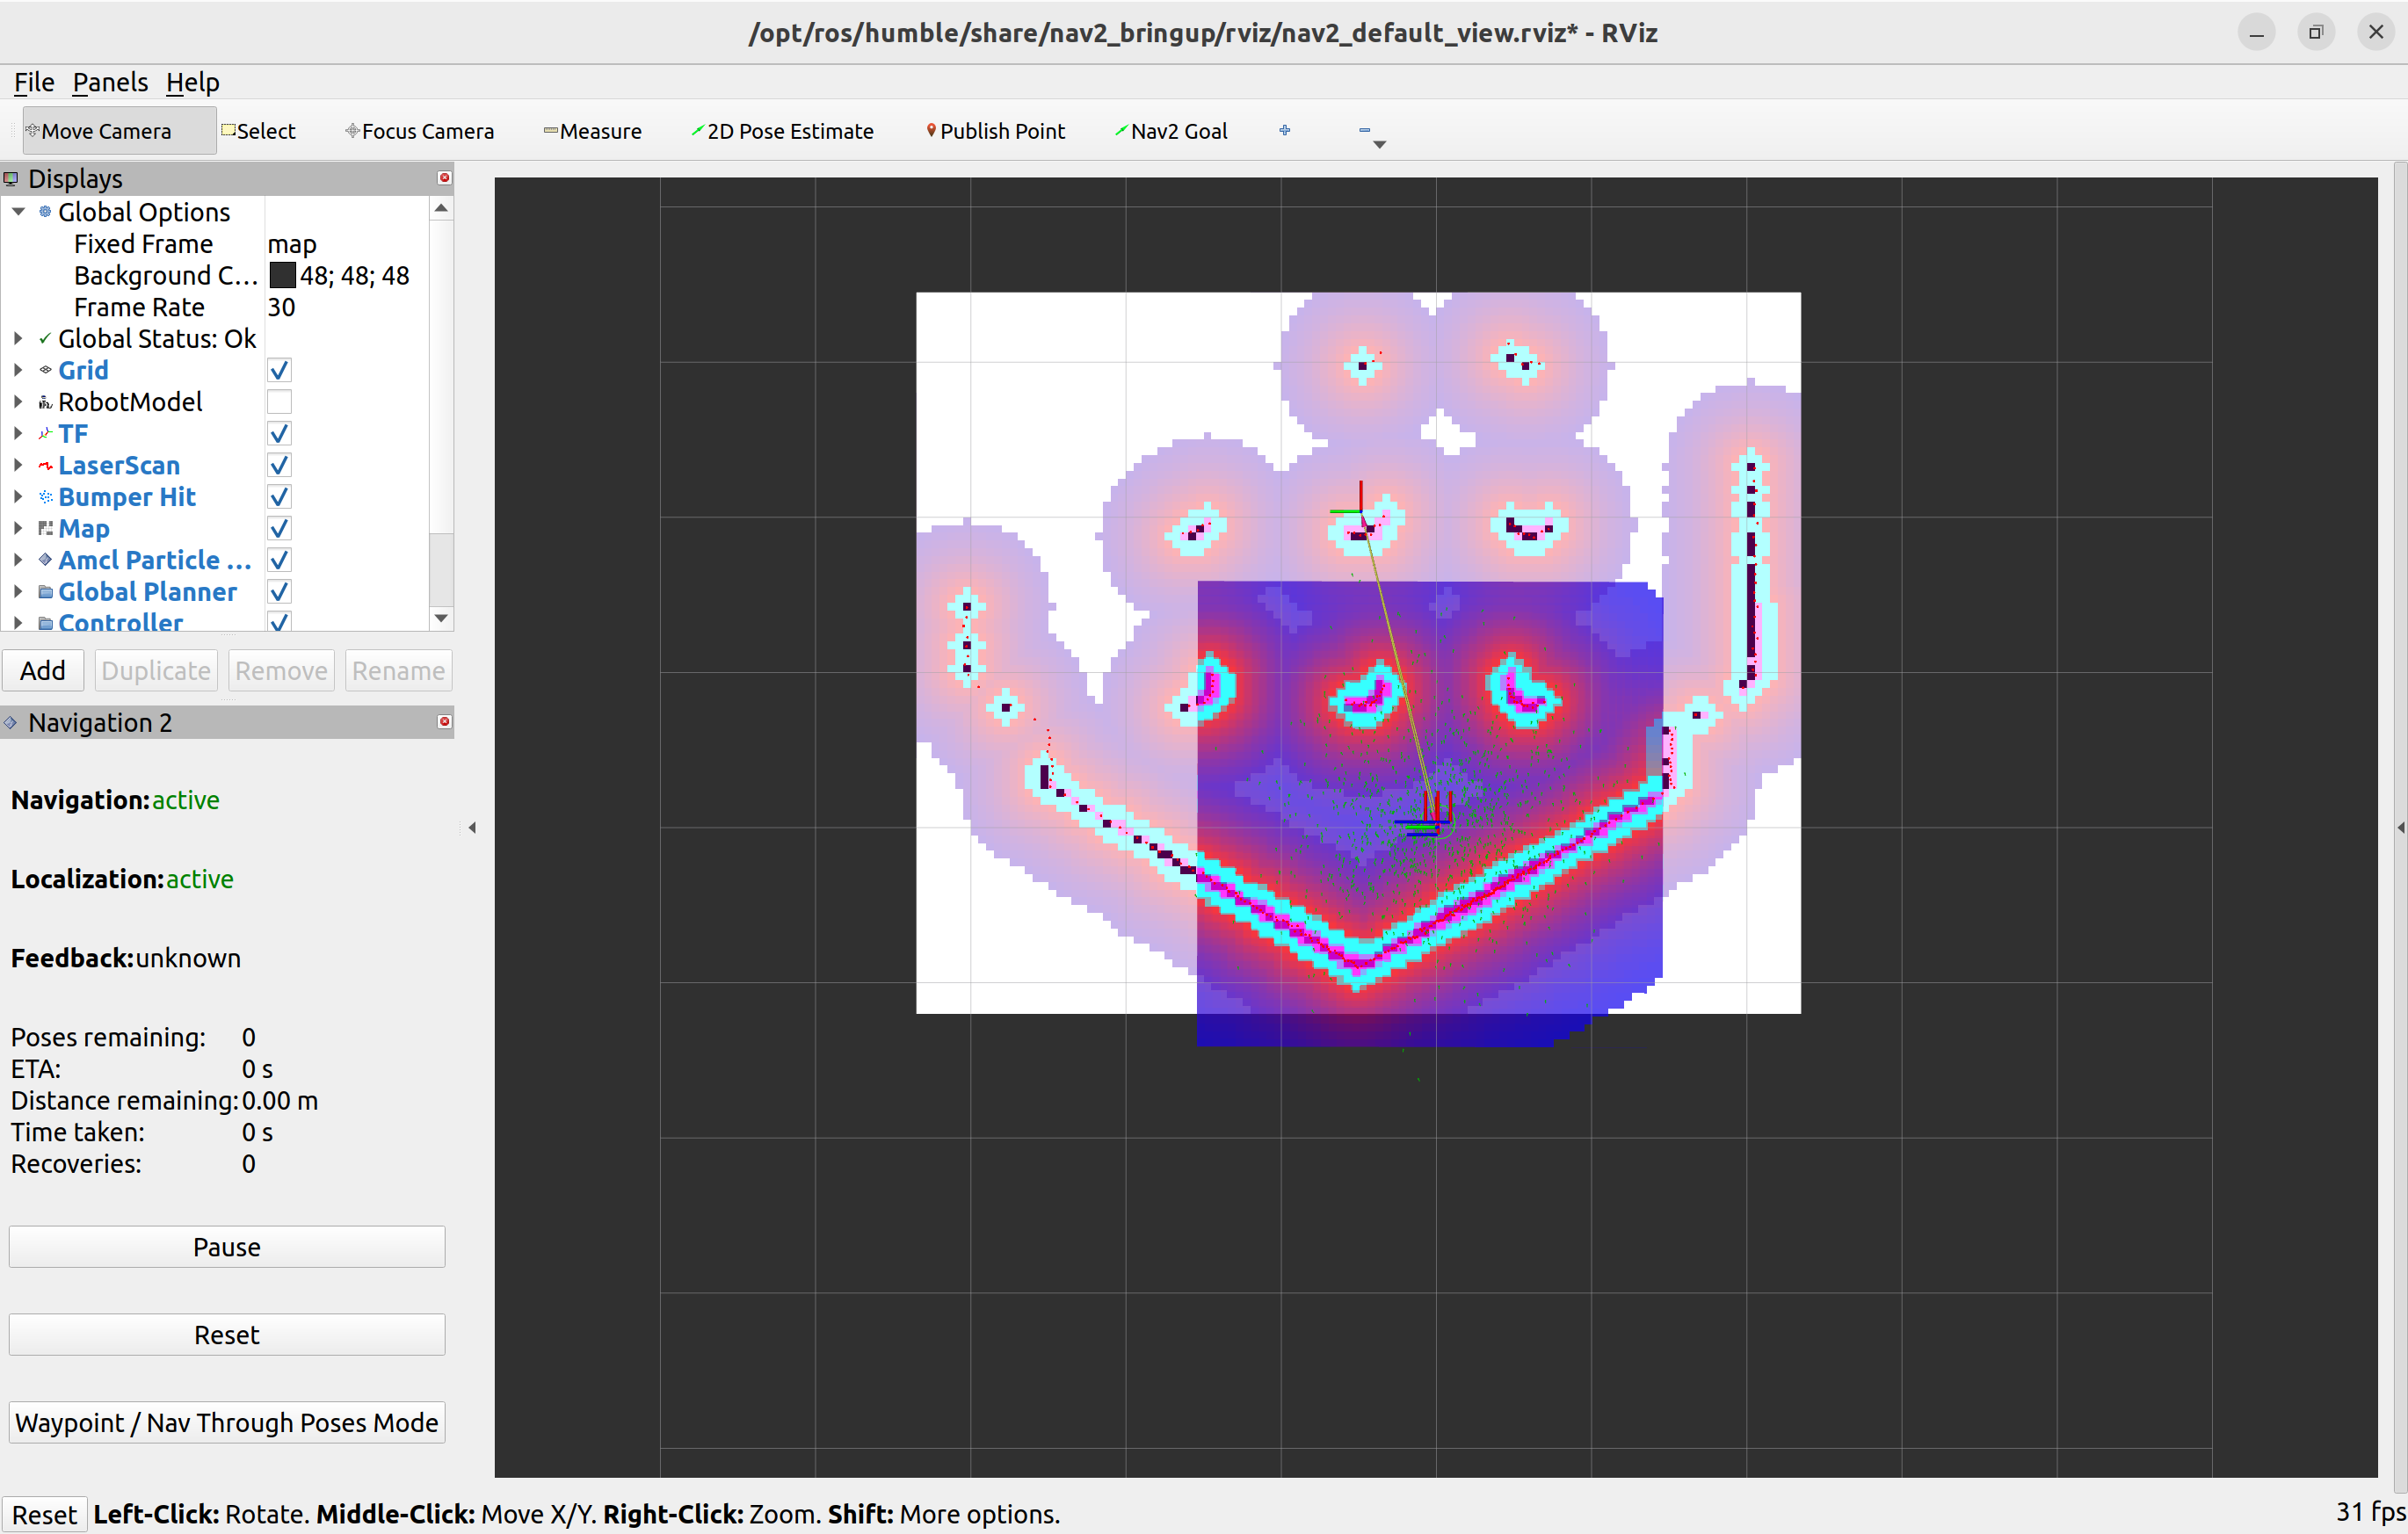 /opt/ros/humble/share/nav2_bringup/rviz/nav2_default_view.rviz* - RViz
File Panels Help
Move Camera Select Focus Camera Measure 2D Pose Estimate Publish Point Nav2 Goal
Displays
Global Options
Fixed Frame map
Background C... 48; 48; 48
Frame Rate 30
Global Status: Ok
Grid
RobotModel
TF
LaserScan
Bumper Hit
Map
Amcl Particle ...
Global Planner
Controller
Add Duplicate Remove Rename
Navigation 2
Navigation: active
Localization: active
Feedback: unknown
Poses remaining: 0
ETA: 0 s
Distance remaining: 0.00 m
Time taken: 0 s
Recoveries: 0
Pause
Reset
Waypoint / Nav Through Poses Mode
Reset Left-Click: Rotate. Middle-Click: Move X/Y. Right-Click: Zoom. Shift: More options. 31 fps